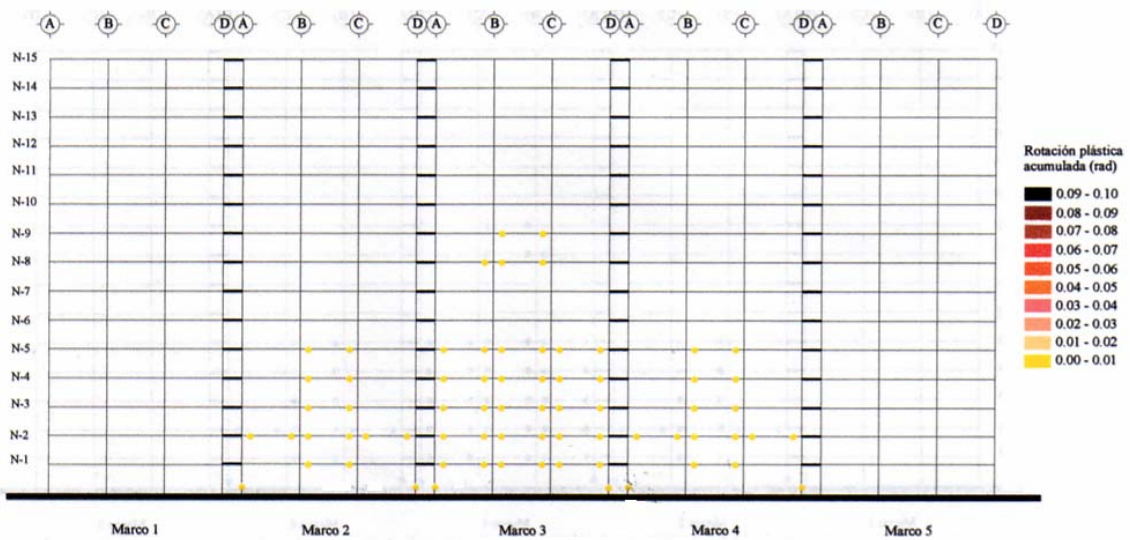 A B C D A B C D A B C D A B C D A B C D
N-15
N-14
N-13
N-12
N-11
N-10
N-9
N-8
N-7
N-6
N-5
N-4
N-3
N-2
N-1
Rotación plástica
acumulada (rad)
0.09 - 0.10
0.08 - 0.09
0.07 - 0.08
0.06 - 0.07
0.05 - 0.06
0.04 - 0.05
0.03 - 0.04
0.02 - 0.03
0.01 - 0.02
0.00 - 0.01
Marco 1 Marco 2 Marco 3 Marco 4 Marco 5